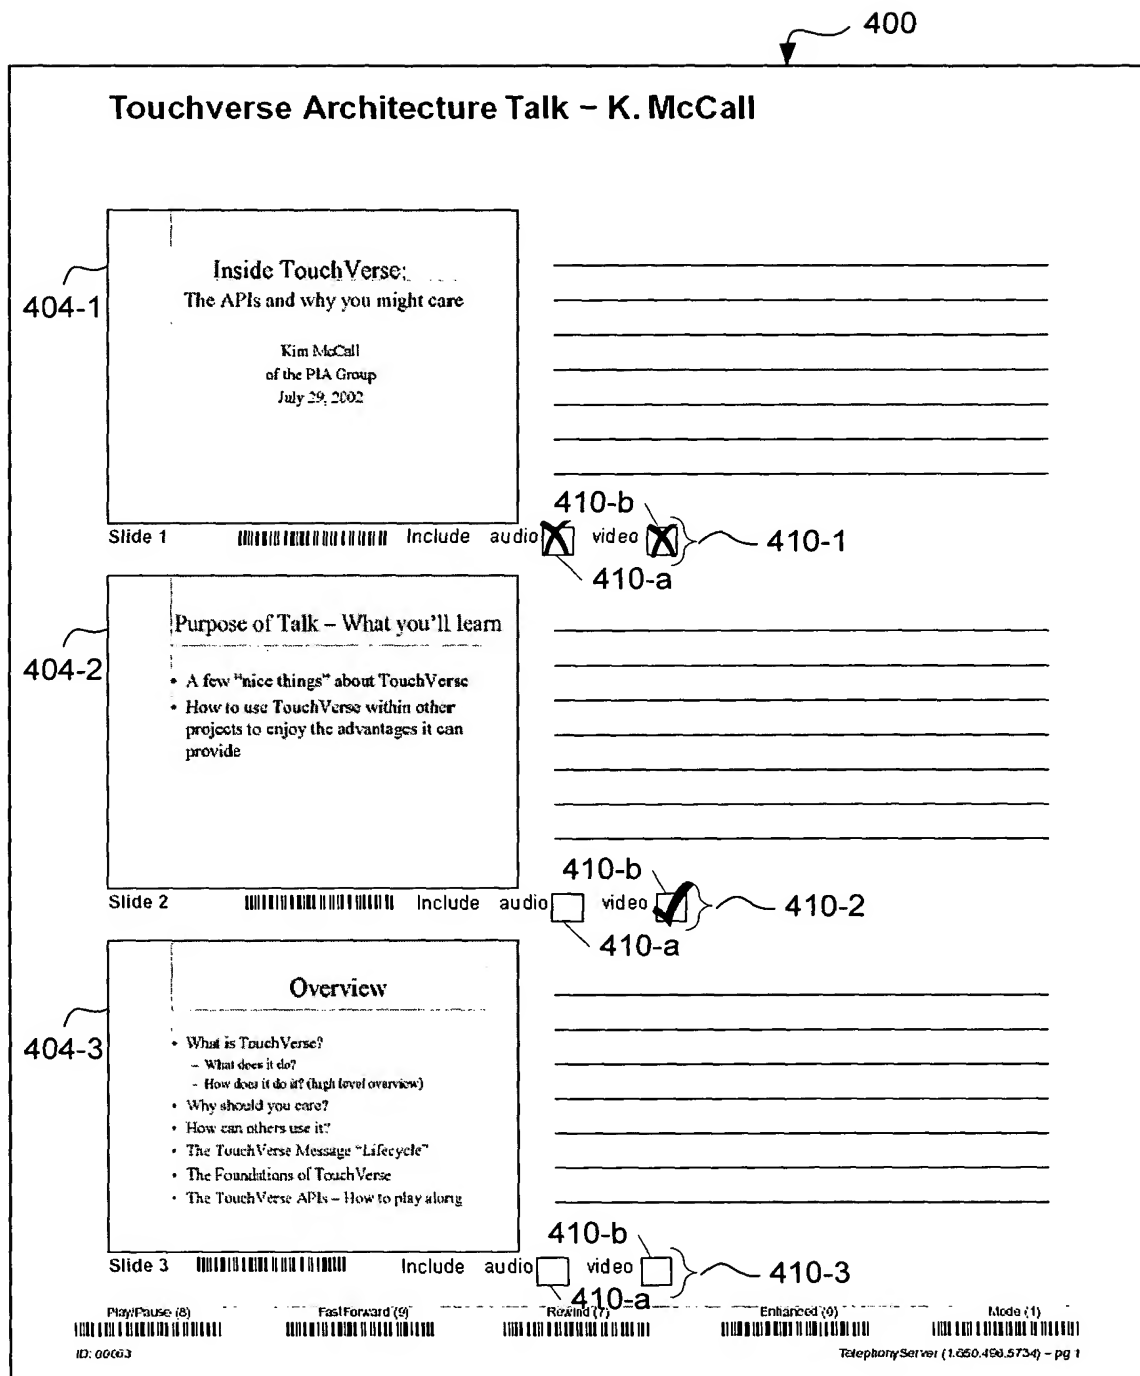 400
Touchverse Architecture Talk – K. McCall
404-1
Inside TouchVerse:
The APIs and why you might care
Kim McCall
of the PIA Group
July 29, 2002
410-b
Slide 1 Include audio video 410-1
410-a
404-2
Purpose of Talk – What you'll learn
• A few "nice things" about TouchVerse
• How to use TouchVerse within other
projects to enjoy the advantages it can
provide
410-b
Slide 2 Include audio video 410-2
410-a
404-3
Overview
• What is TouchVerse?
– What does it do?
– How does it do it? (high level overview)
• Why should you care?
• How can others use it?
• The TouchVerse Message "Lifecycle"
• The Foundations of TouchVerse
• The TouchVerse APIs – How to play along
410-b
Slide 3 Include audio video 410-3
410-a
Play/Pause (8) FastForward (9) Rewind (7) Enhanced (0) Mode (1)
ID: 00063 TelephonyServer (1.650.496.5734) – pg 1